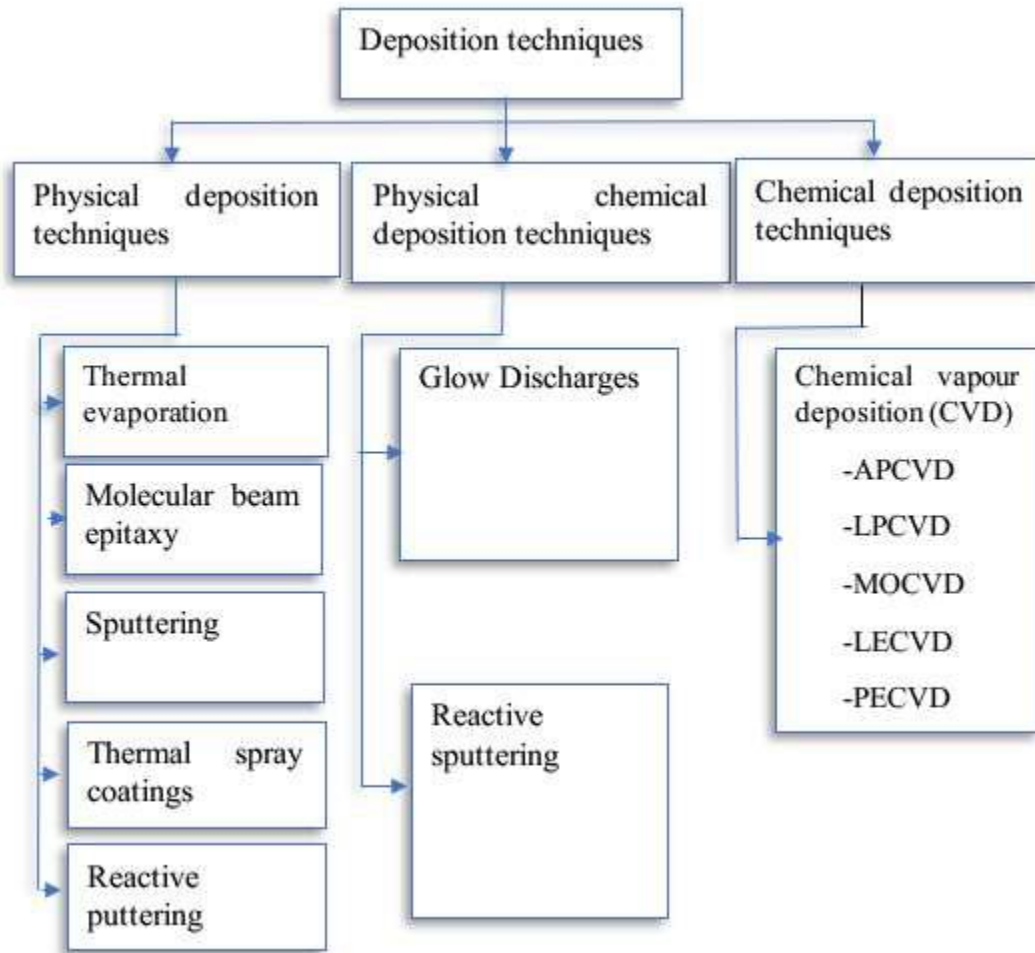 Deposition techniques
Physical deposition
techniques
Physical chemical
deposition techniques
Chemical deposition
techniques
Thermal
evaporation
Molecular beam
epitaxy
Sputtering
Thermal spray
coatings
Reactive
puttering
Glow Discharges
Reactive
sputtering
Chemical vapour
deposition (CVD)
-APCVD
-LPCVD
-MOCVD
-LECVD
-PECVD